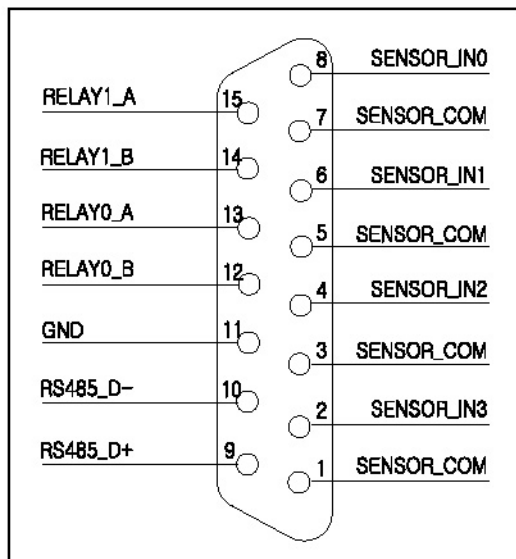 8 SENSOR_IN0
RELAY1_A 15
7 SENSOR_COM
RELAY1_B 14
6 SENSOR_IN1
RELAY0_A 13
5 SENSOR_COM
RELAY0_B 12
4 SENSOR_IN2
GND 11
3 SENSOR_COM
RS485_D- 10
2 SENSOR_IN3
RS485_D+ 9
1 SENSOR_COM